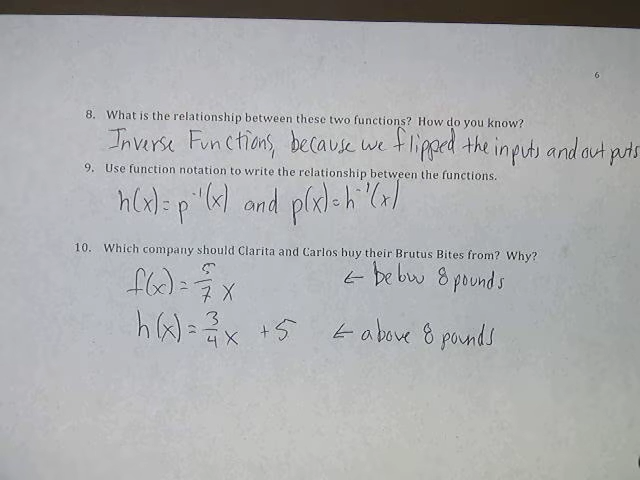 6
8. What is the relationship between these two functions? How do you know?
Inverse Functions, because we flipped the inputs and outputs
9. Use function notation to write the relationship between the functions.
h(x) = p⁻¹(x) and p(x) = h⁻¹(x)
10. Which company should Clarita and Carlos buy their Brutus Bites from? Why?
f(x) = 5/7 x ← below 8 pounds
h(x) = 3/4 x + 5 ← above 8 pounds